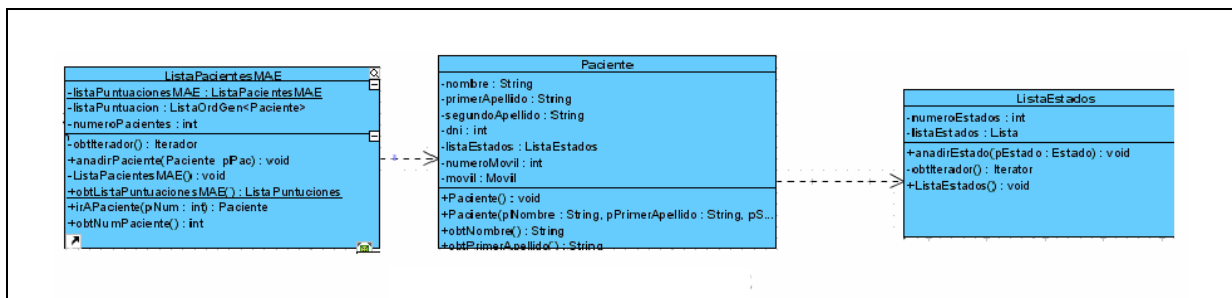 ListaPacientesMAE
-listaPuntuacionesMAE : ListaPacientesMAE
-listaPuntuacion : ListaOrdGen<Paciente>
-numeroPacientes : int
-obtIterador() : Iterador
+anadirPaciente(Paciente pPac) : void
-ListaPacientesMAE() : void
+obtListaPuntuacionesMAE() : ListaPuntuciones
+irAPaciente(pNum : int) : Paciente
+obtNumPaciente() : int
Paciente
-nombre : String
-primerApellido : String
-segundoApellido : String
-dni : int
-listaEstados : ListaEstados
-numeroMovil : int
-movil : Movil
+Paciente() : void
+Paciente(pNombre : String, pPrimerApellido : String, pS...
+obtNombre() : String
+obtPrimerApellido() : String
ListaEstados
-numeroEstados : int
-listaEstados : Lista
+anadirEstado(pEstado : Estado) : void
-obtIterador() : Iterator
+ListaEstados() : void